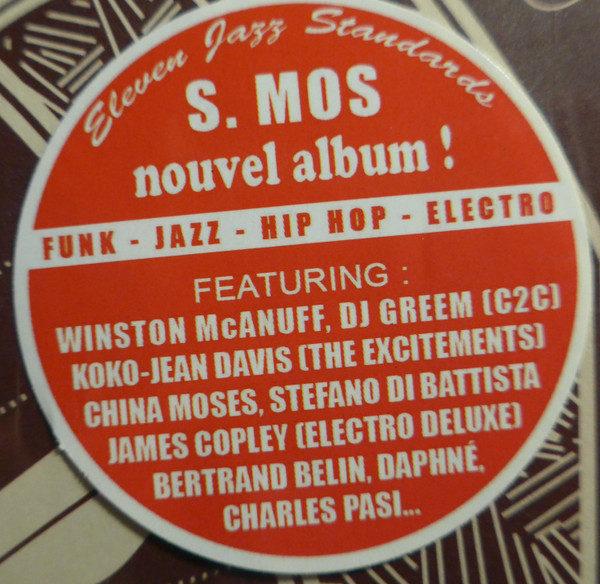 Eleven Jazz Standards
S. MOS
nouvel album !
FUNK - JAZZ - HIP HOP - ELECTRO
FEATURING :
WINSTON McANUFF, DJ GREEM (C2C)
KOKO-JEAN DAVIS (THE EXCITEMENTS)
CHINA MOSES, STEFANO DI BATTISTA
JAMES COPLEY (ELECTRO DELUXE)
BERTRAND BELIN, DAPHNÉ,
CHARLES PASI...